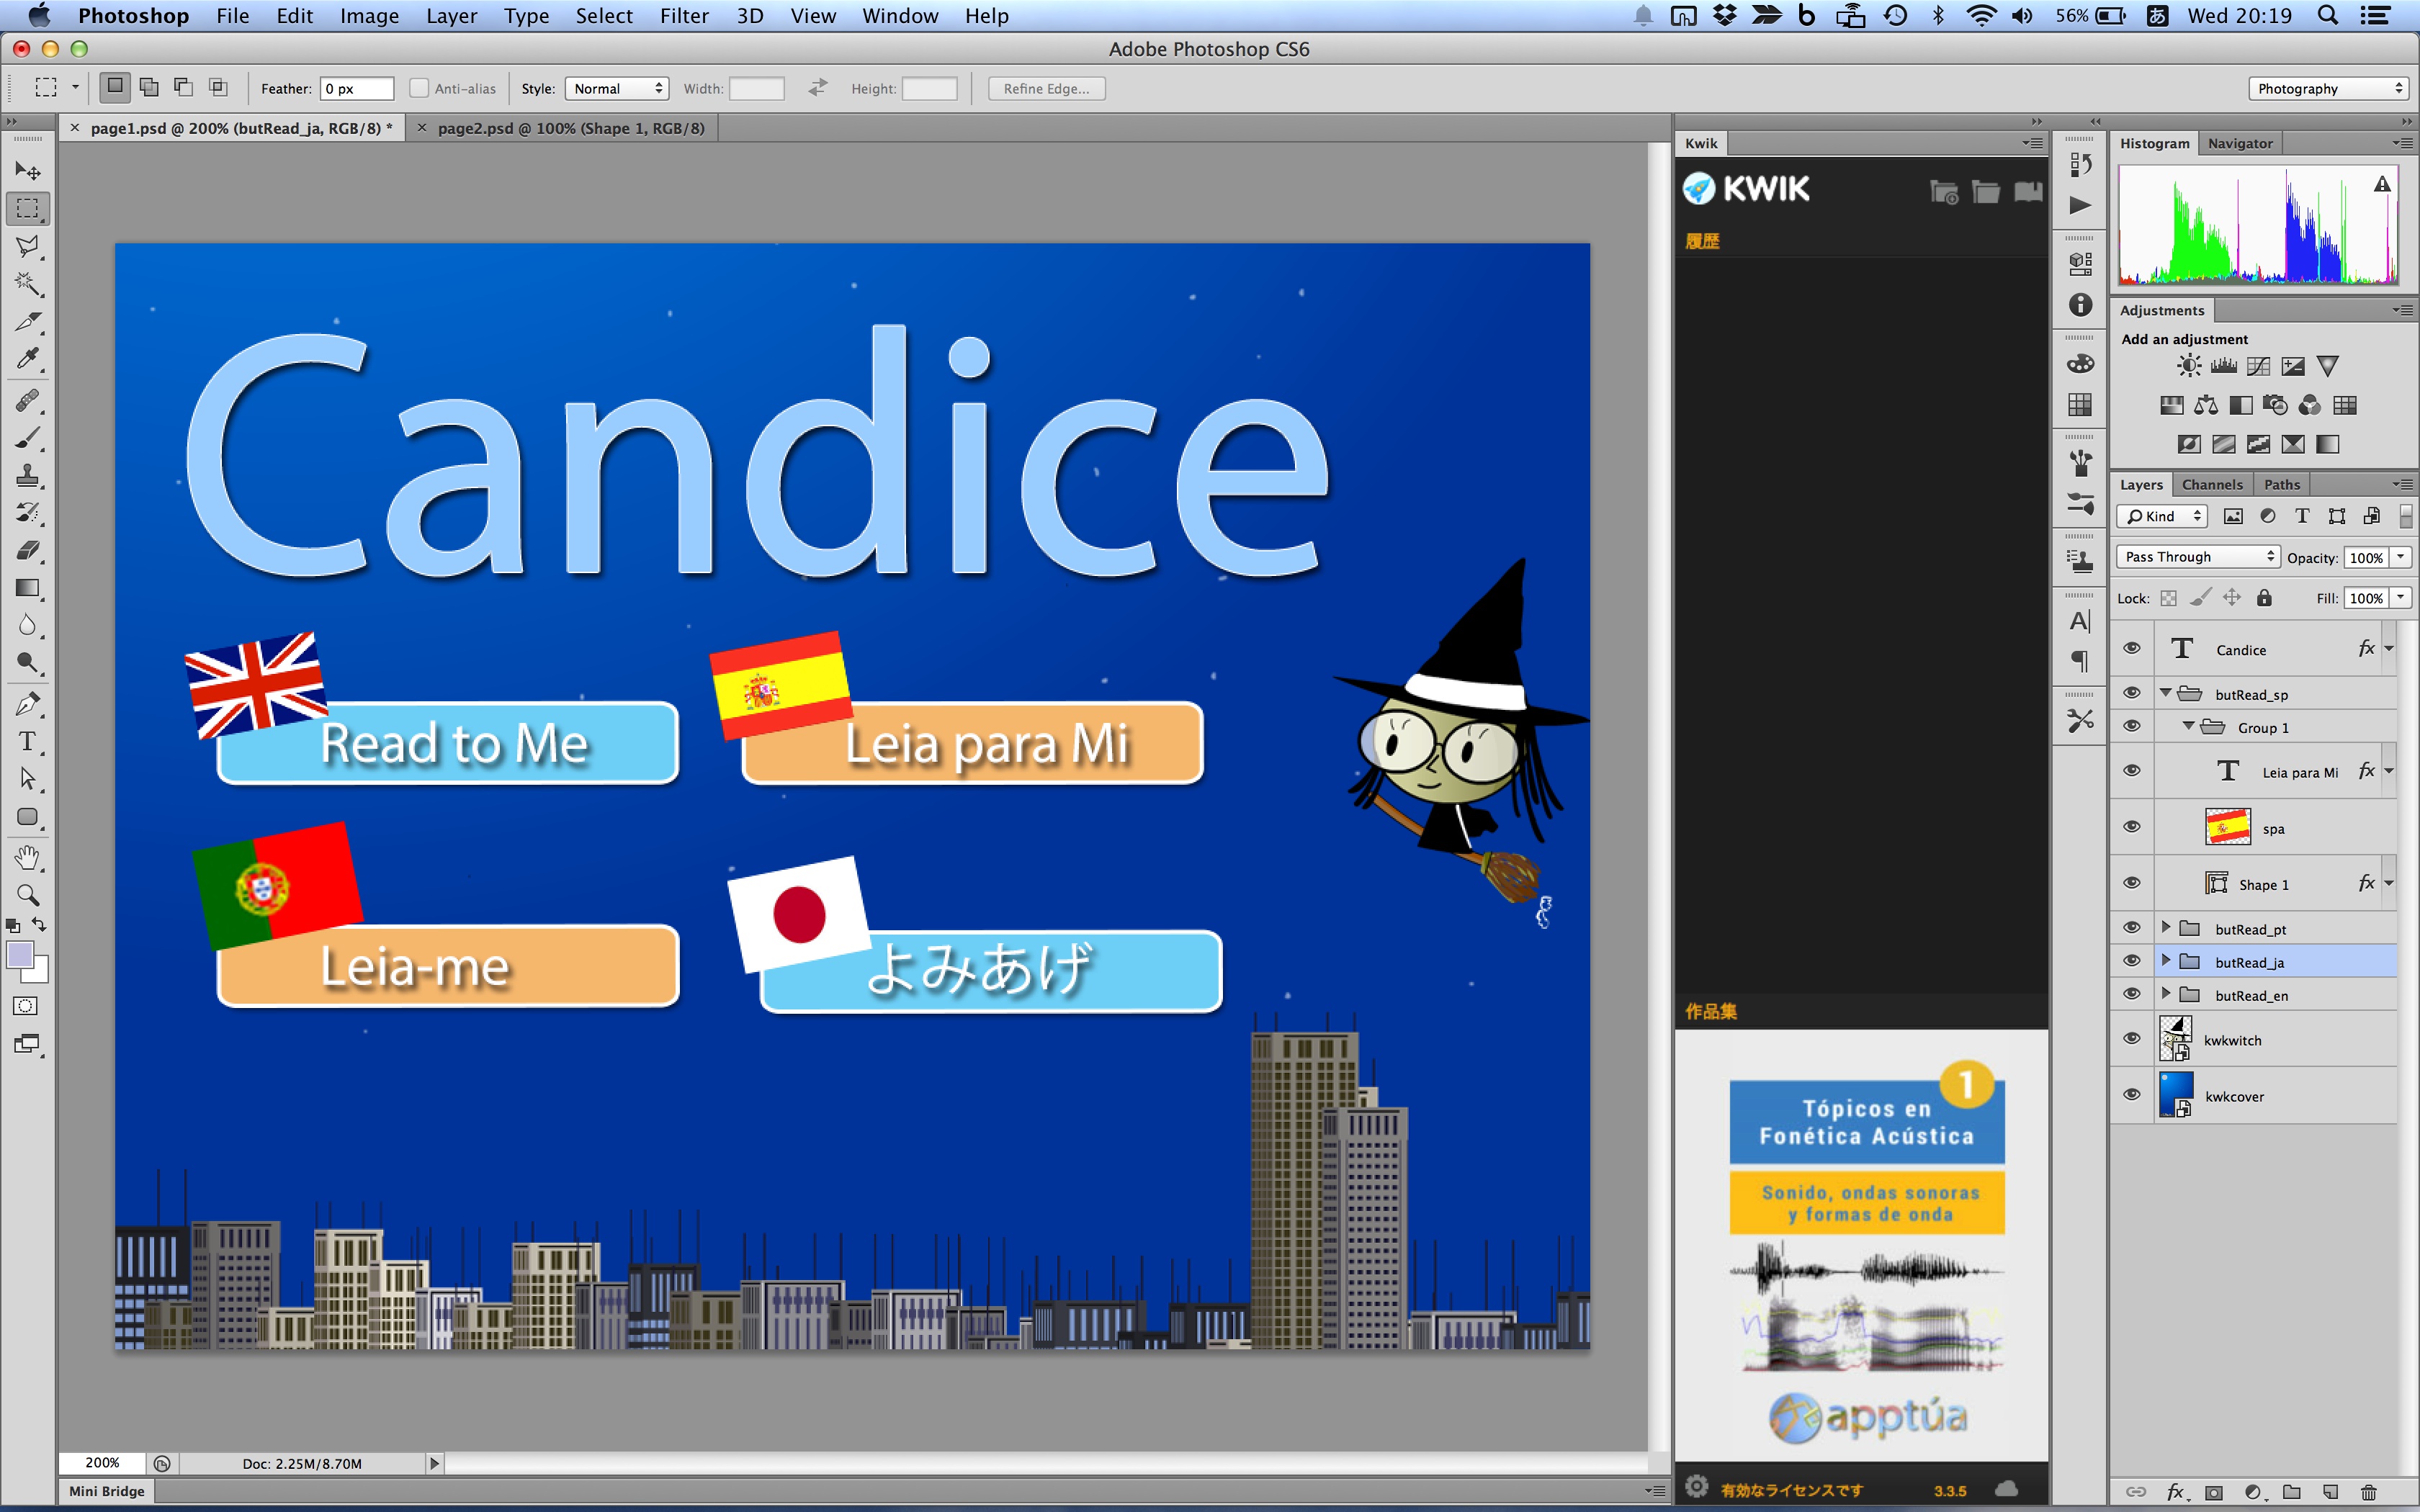 Photoshop File Edit Image Layer Type Select Filter 3D View Window Help 56% あ Wed 20:19
Adobe Photoshop CS6
Feather: 0 px Anti-alias Style: Normal Width: Height: Refine Edge... Photography
page1.psd @ 200% (butRead_ja, RGB/8) * page2.psd @ 100% (Shape 1, RGB/8)
Candice
Read to Me
Leia para Mi
Leia-me
よみあげ
200% Doc: 2.25M/8.70M
Mini Bridge
Kwik
KWIK
履歴
作品集
1
Tópicos en
Fonética Acústica
Sonido, ondas sonoras
y formas de onda
apptúa
有効なライセンスです 3.3.5
Histogram Navigator
Adjustments
Add an adjustment
Layers Channels Paths
Kind
Pass Through Opacity: 100%
Lock: Fill: 100%
Candice fx
butRead_sp
Group 1
Leia para Mi fx
spa
Shape 1 fx
butRead_pt
butRead_ja
butRead_en
kwkwitch
kwkcover
fx